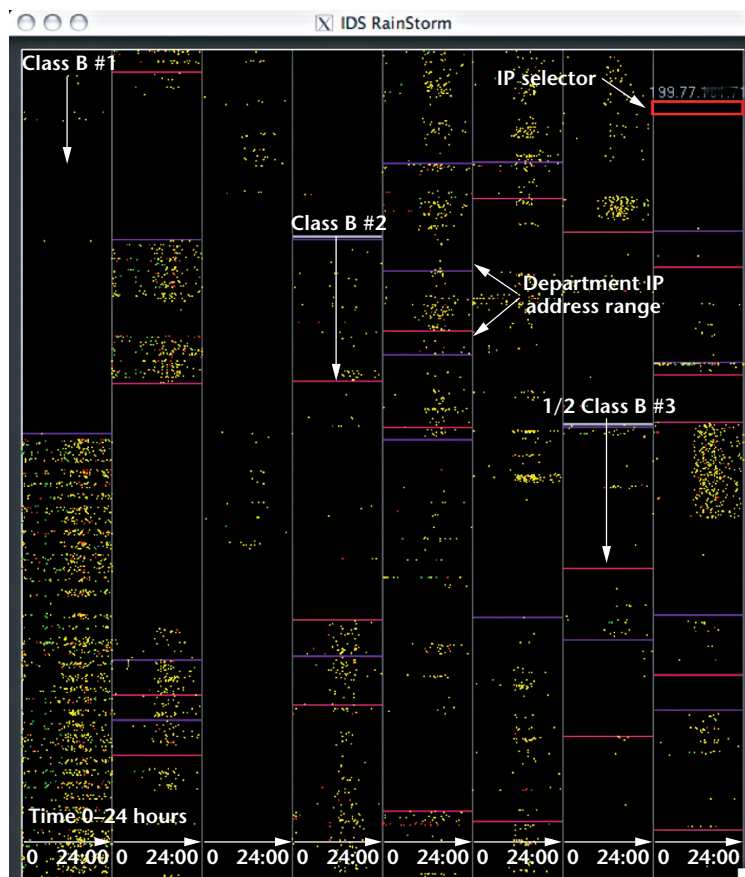 X IDS RainStorm
Class B #1
IP selector
Class B #2
Department IP
address range
1/2 Class B #3
Time 0–24 hours
0 24:00 0 24:00 0 24:00 0 24:00 0 24:00 0 24:00 0 24:00 0 24:00